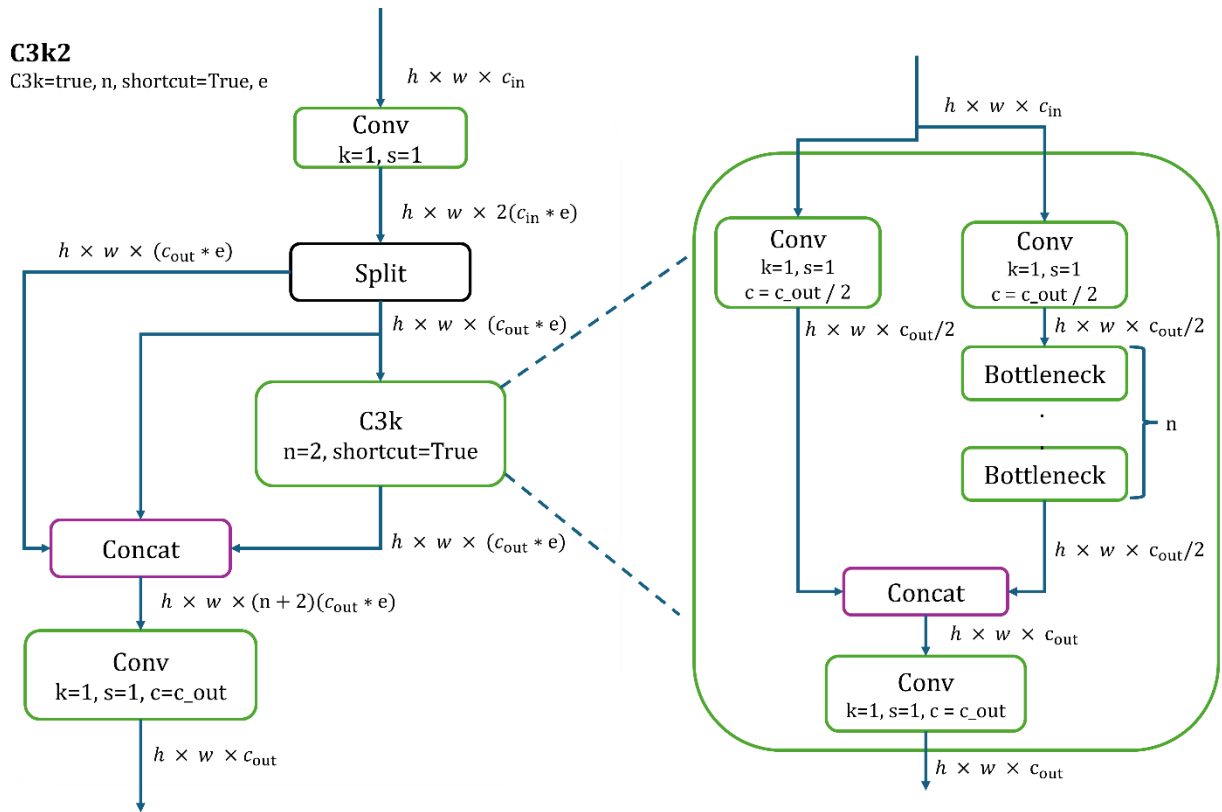 C3k2
C3k=true, n, shortcut=True, e
h × w × c_in
Conv
k=1, s=1
h × w × 2(c_in * e)
h × w × (c_out * e)
Split
h × w × (c_out * e)
C3k
n=2, shortcut=True
h × w × (c_out * e)
Concat
h × w × (n + 2)(c_out * e)
Conv
k=1, s=1, c=c_out
h × w × c_out
h × w × c_in
Conv
k=1, s=1
c = c_out / 2
h × w × c_out/2
Conv
k=1, s=1
c = c_out / 2
h × w × c_out/2
Bottleneck
.
.
Bottleneck
n
h × w × c_out/2
Concat
h × w × c_out
Conv
k=1, s=1, c = c_out
h × w × c_out